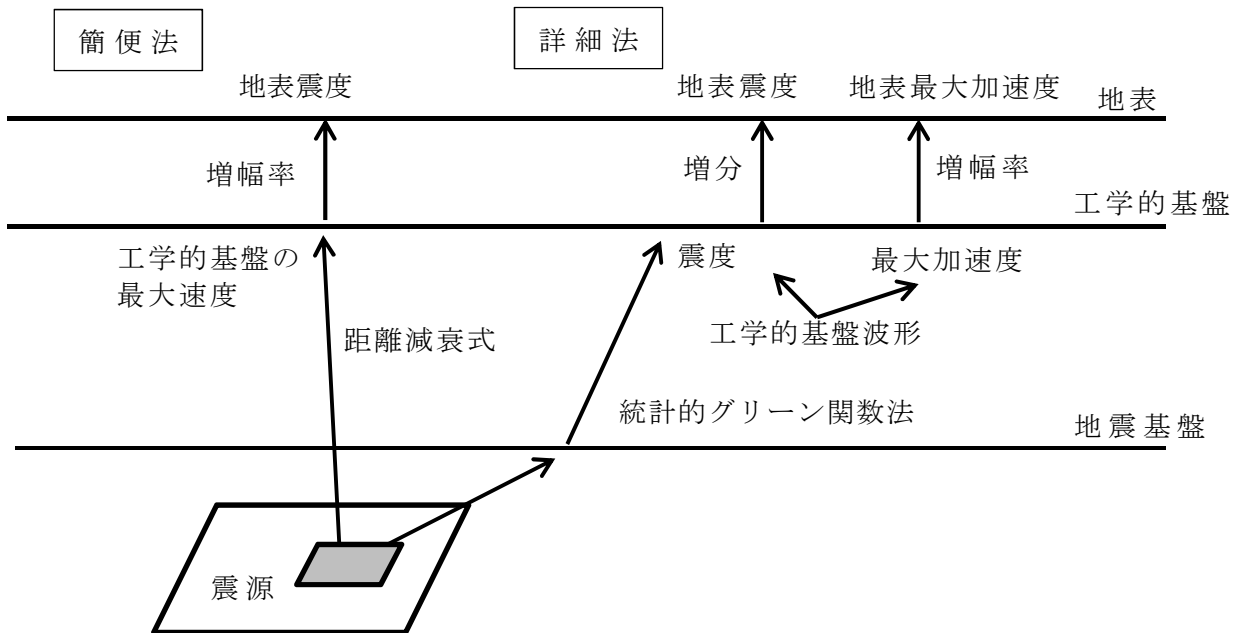 簡便法
詳細法
地表震度
地表震度
地表最大加速度
地表
増幅率
増分
増幅率
工学的基盤
工学的基盤の
最大速度
震度
最大加速度
距離減衰式
工学的基盤波形
統計的グリーン関数法
地震基盤
震源